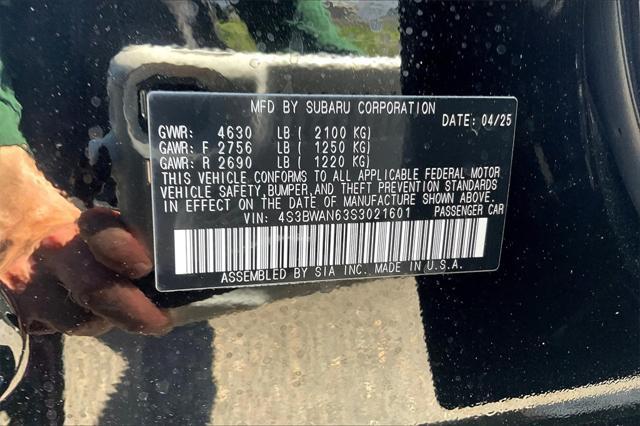 MFD BY SUBARU CORPORATION
DATE: 04/25
GVWR: 4630 LB ( 2100 KG)
GAWR: F 2756 LB ( 1250 KG)
GAWR: R 2690 LB ( 1220 KG)
THIS VEHICLE CONFORMS TO ALL APPLICABLE FEDERAL MOTOR
VEHICLE SAFETY,BUMPER,AND THEFT PREVENTION STANDARDS
IN EFFECT ON THE DATE OF MANUFACTURE SHOWN ABOVE.
VIN: 4S3BWAN63S3021601 PASSENGER CAR
ASSEMBLED BY SIA INC. MADE IN U.S.A.